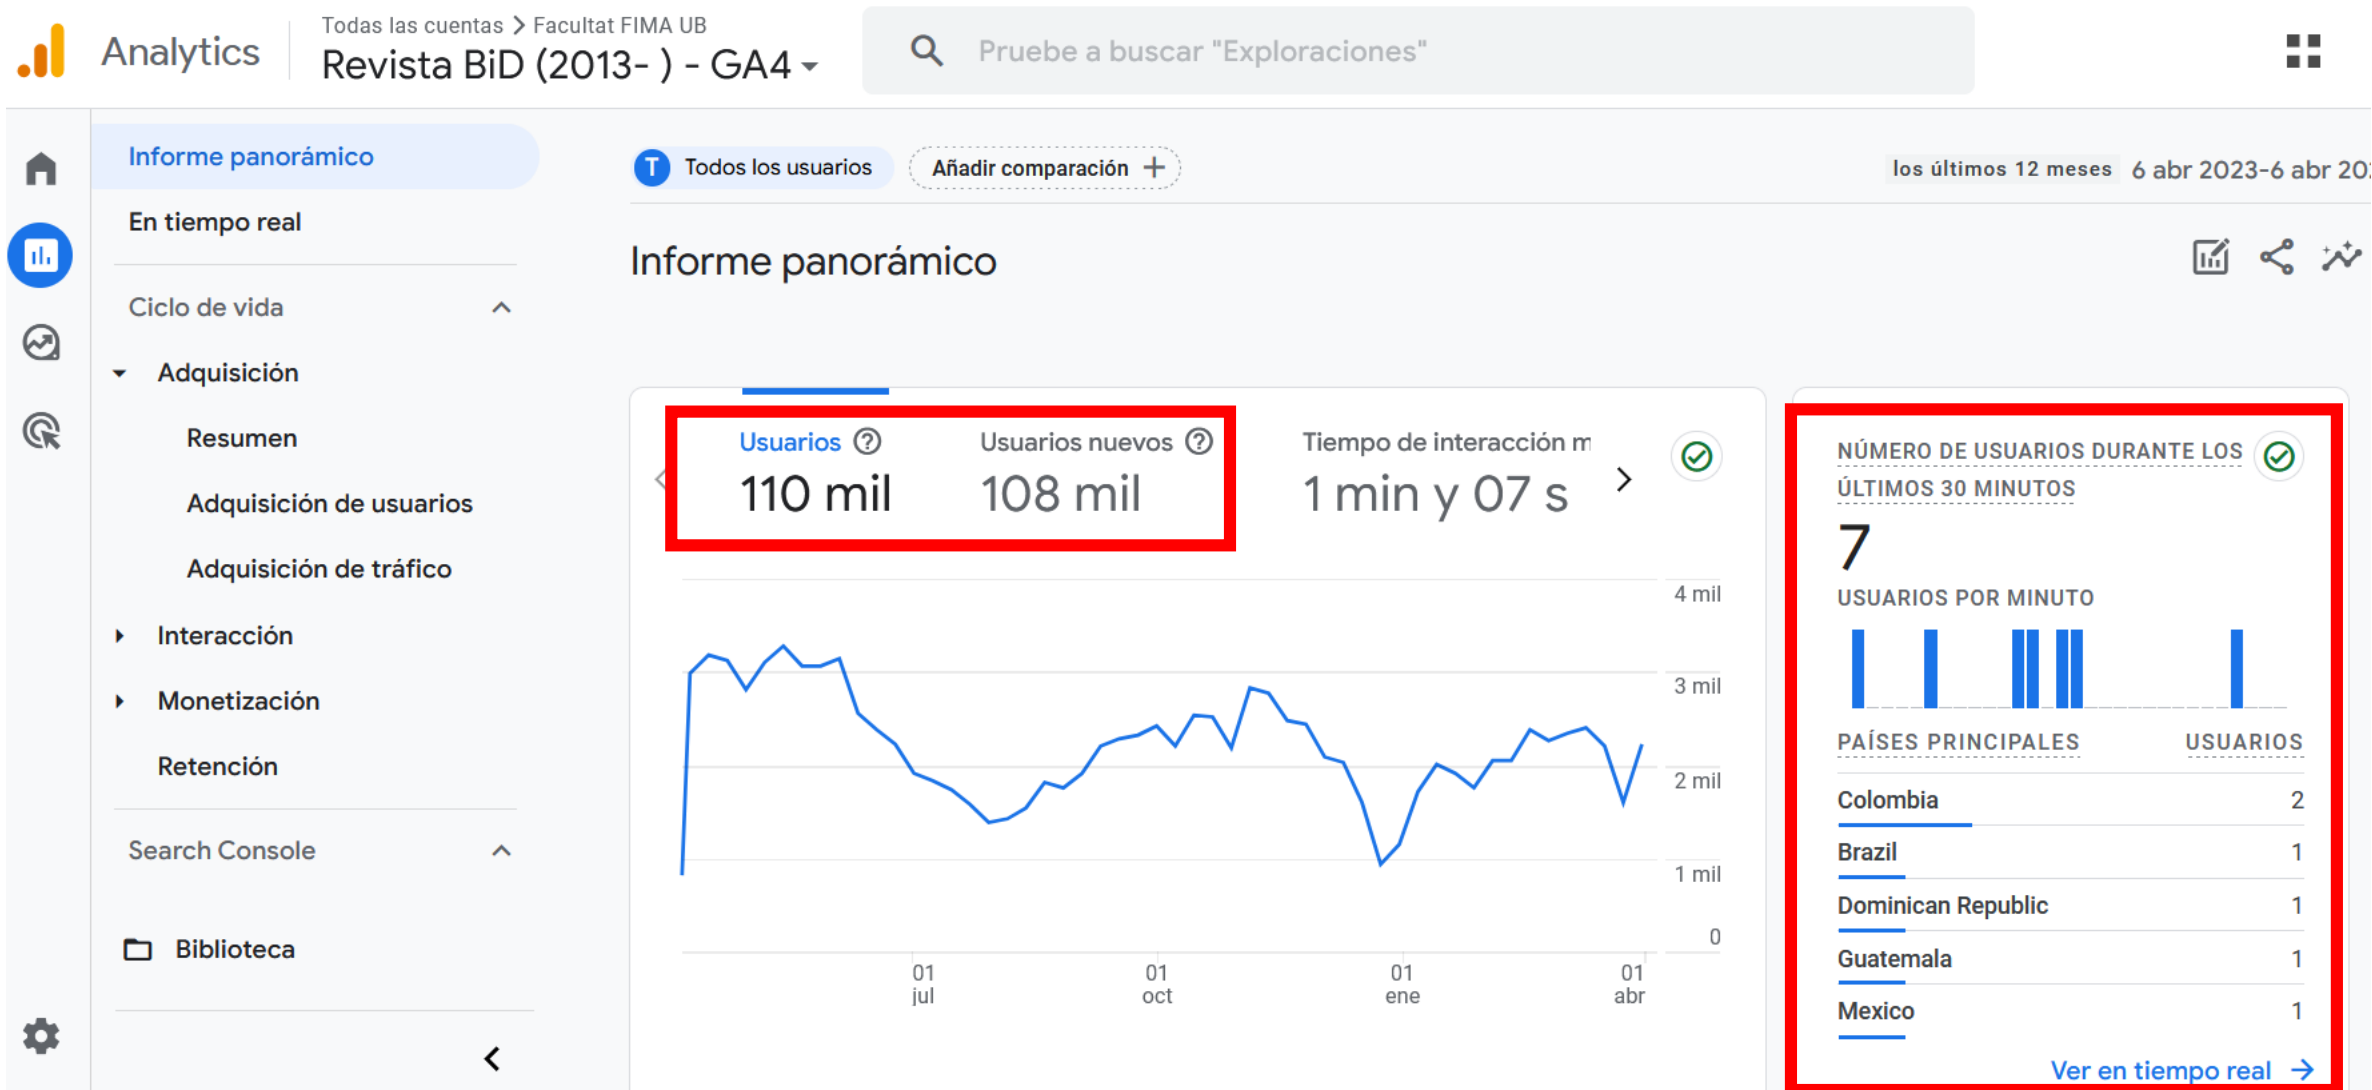 Analytics
Todas las cuentas > Facultat FIMA UB
Revista BiD (2013- ) - GA4
Pruebe a buscar "Exploraciones"
Informe panorámico
En tiempo real
Ciclo de vida
Adquisición
Resumen
Adquisición de usuarios
Adquisición de tráfico
Interacción
Monetización
Retención
Search Console
Biblioteca
T Todos los usuarios
Añadir comparación +
los últimos 12 meses 6 abr 2023-6 abr
Informe panorámico
Usuarios
110 mil
Usuarios nuevos
108 mil
Tiempo de interacción
1 min y 07 s
4 mil
3 mil
2 mil
1 mil
0
01 jul
01 oct
01 ene
01 abr
NÚMERO DE USUARIOS DURANTE LOS
ÚLTIMOS 30 MINUTOS
7
USUARIOS POR MINUTO
PAÍSES PRINCIPALES USUARIOS
Colombia 2
Brazil 1
Dominican Republic 1
Guatemala 1
Mexico 1
Ver en tiempo real →